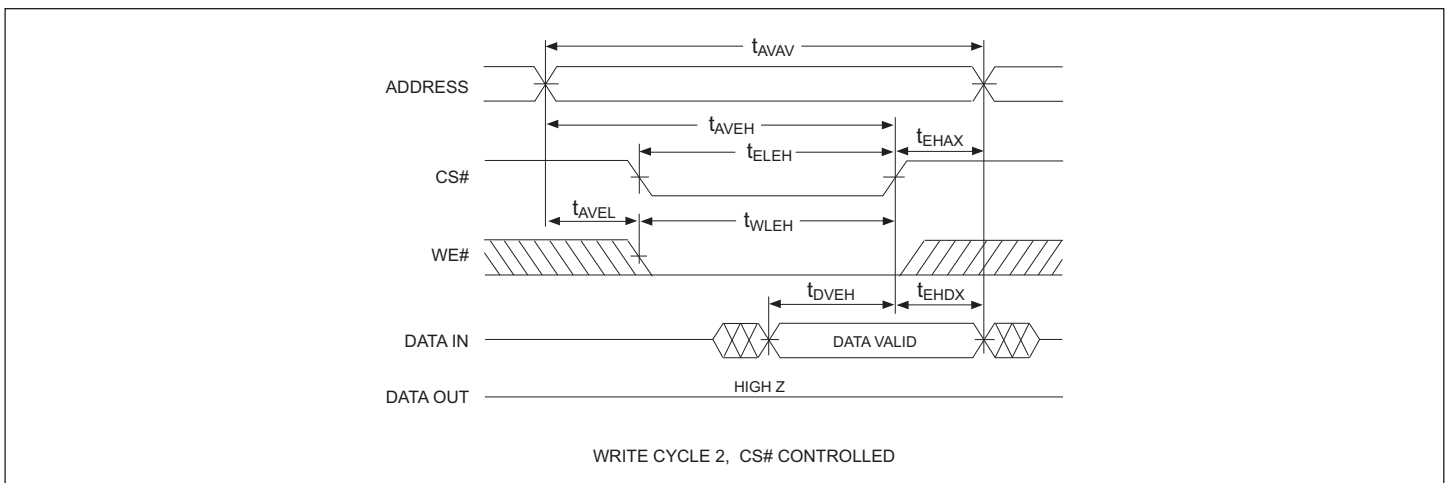 tAVAV
ADDRESS
tAVEH
tELEH
tEHAX
CS#
tAVEL
tWLEH
WE#
tDVEH
tEHDX
DATA IN
DATA VALID
HIGH Z
DATA OUT
WRITE CYCLE 2, CS# CONTROLLED